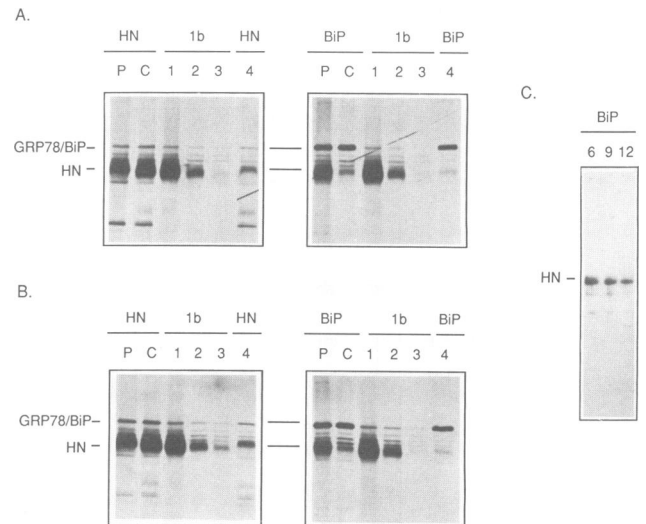 A.
HN 1b HN BiP 1b BiP
P C 1 2 3 4 P C 1 2 3 4
GRP78/BiP
HN
B.
HN 1b HN BiP 1b BiP
P C 1 2 3 4 P C 1 2 3 4
GRP78/BiP
HN
C.
BiP
6 9 12
HN